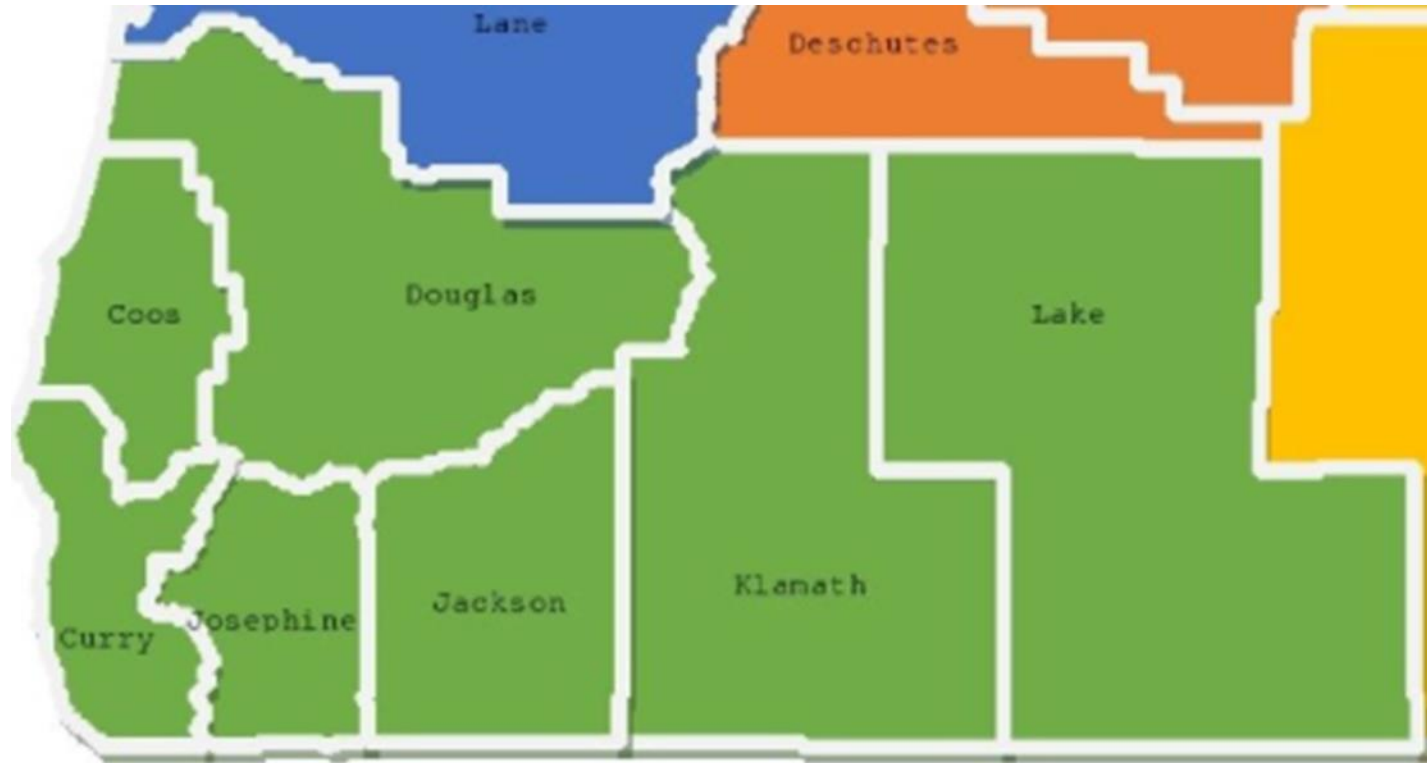 Lane
Deschutes
Douglas
Coos
Lake
Klamath
Jackson
Josephine
Curry